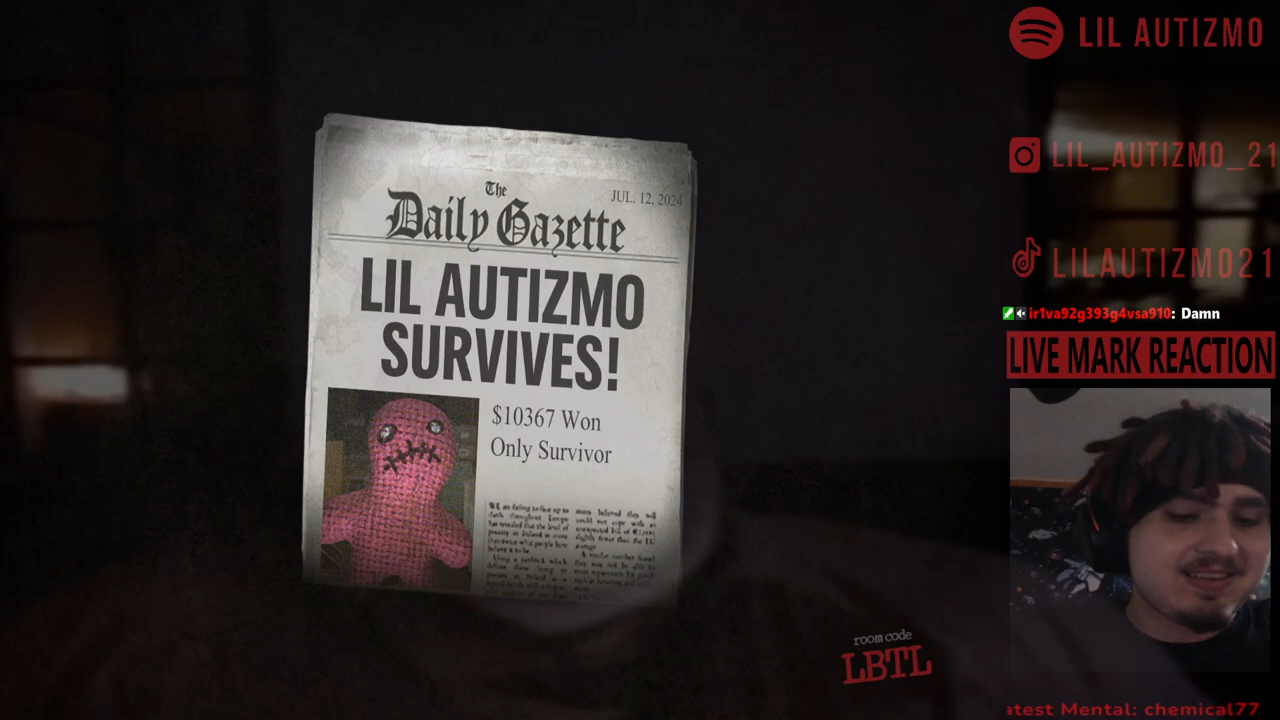 The
JUL. 12, 2024
Daily Gazette
LIL AUTIZMO
SURVIVES!
$10367 Won
Only Survivor
room code
LBTL
LIL AUTIZMO
LIL_AUTIZMO_21
LILAUTIZMO21
ir1va92g393g4vsa910: Damn
LIVE MARK REACTION
atest Mental: chemical77